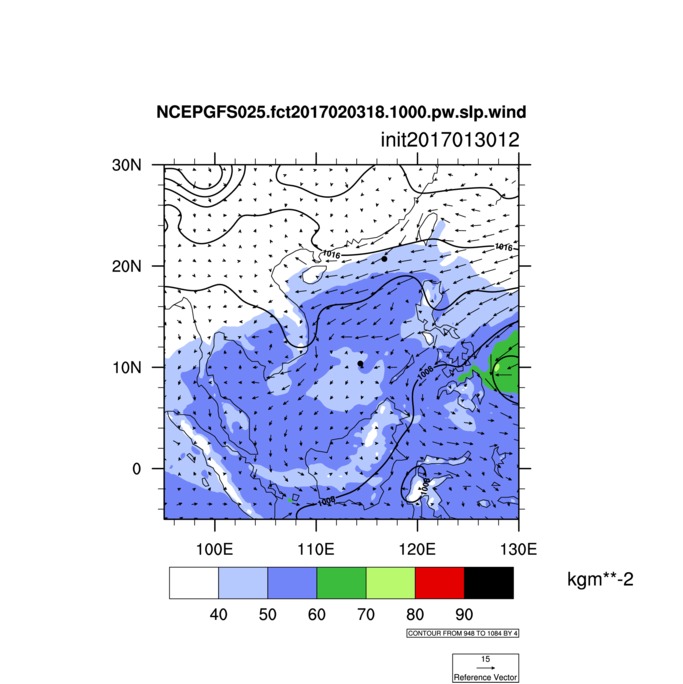 NCEPGFS025.fct2017020318.1000.pw.slp.wind
init2017013012
30N
20N
10N
0
1016
1016
1008
1008
1008
100E 110E 120E 130E
kgm**-2
40 50 60 70 80 90
CONTOUR FROM 948 TO 1084 BY 4
15
Reference Vector